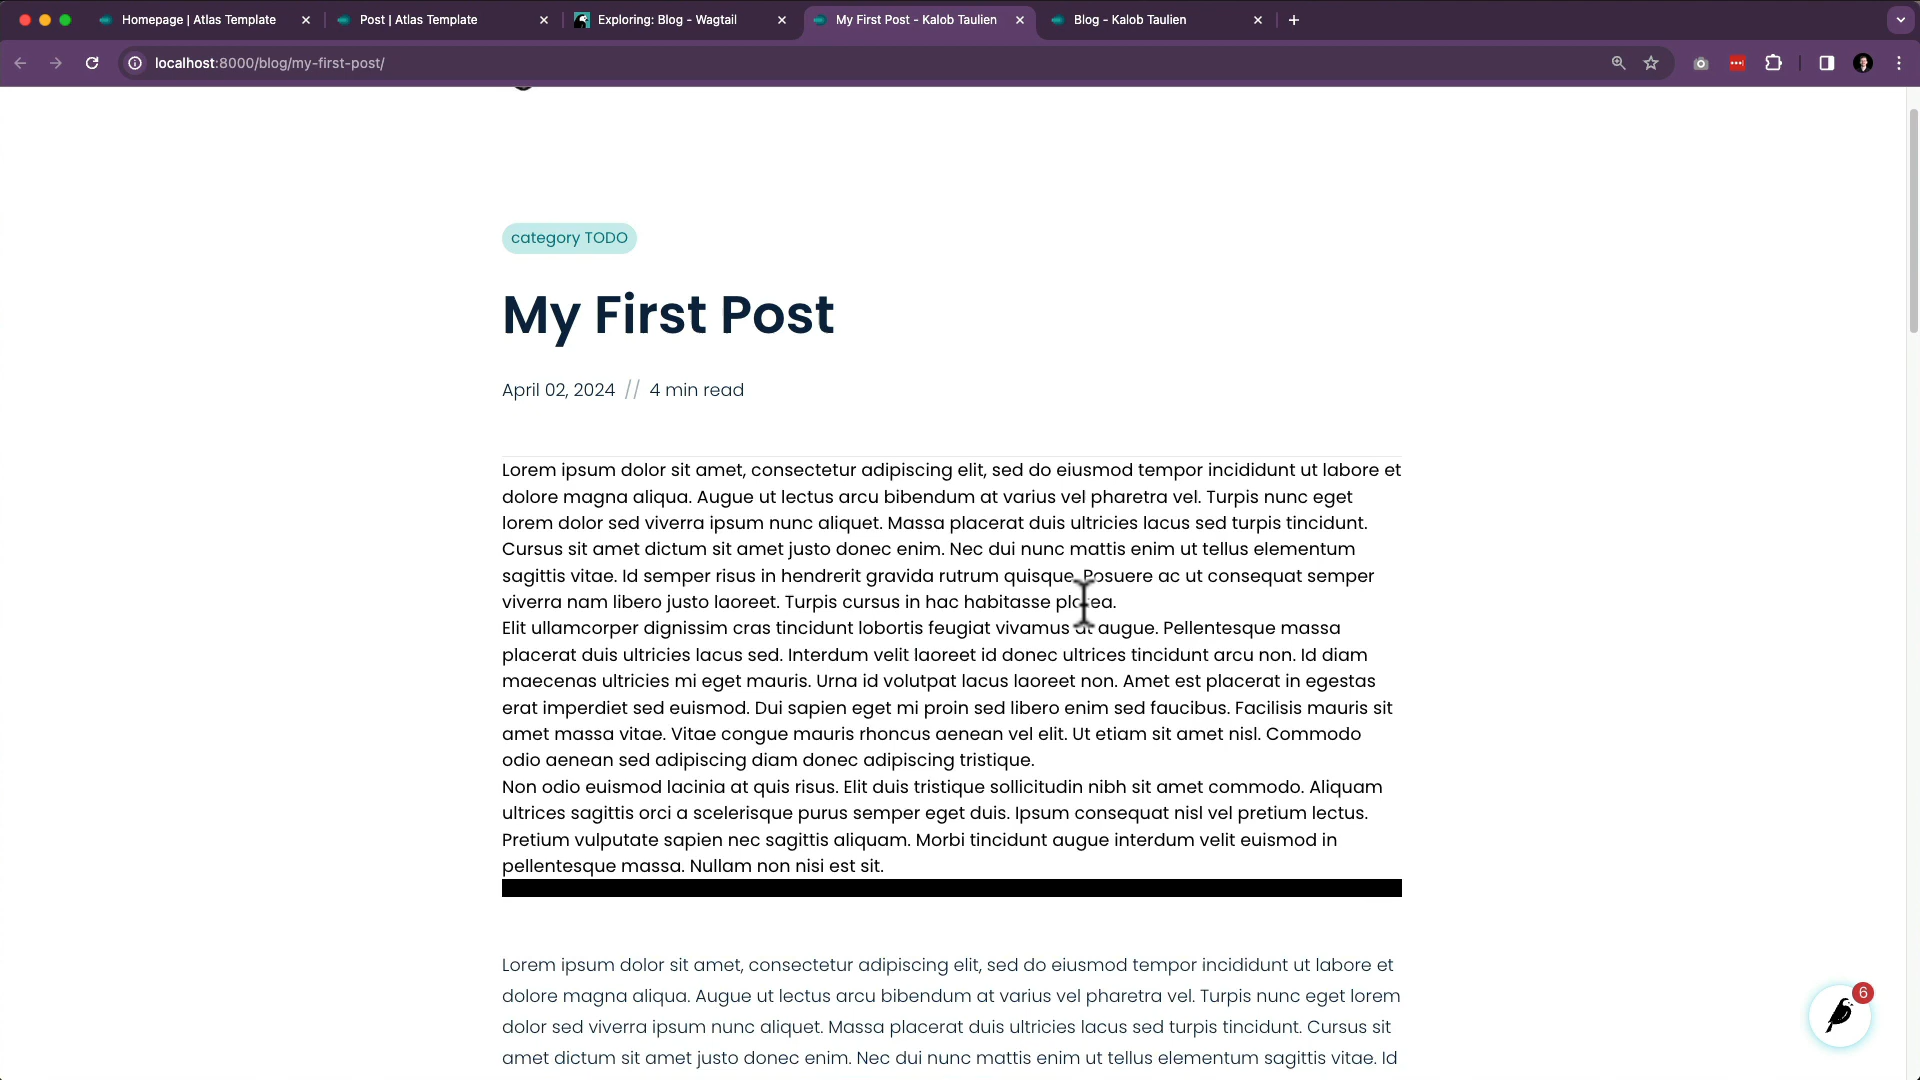 Homepage | Atlas Template
Post | Atlas Template
Exploring: Blog - Wagtail
My First Post - Kalob Taulien
Blog - Kalob Taulien
localhost:8000/blog/my-first-post/
category TODO
My First Post
April 02, 2024 // 4 min read
Lorem ipsum dolor sit amet, consectetur adipiscing elit, sed do eiusmod tempor incididunt ut labore et
dolore magna aliqua. Augue ut lectus arcu bibendum at varius vel pharetra vel. Turpis nunc eget
lorem dolor sed viverra ipsum nunc aliquet. Massa placerat duis ultricies lacus sed turpis tincidunt.
Cursus sit amet dictum sit amet justo donec enim. Nec dui nunc mattis enim ut tellus elementum
sagittis vitae. Id semper risus in hendrerit gravida rutrum quisque. Posuere ac ut consequat semper
viverra nam libero justo laoreet. Turpis cursus in hac habitasse platea.
Elit ullamcorper dignissim cras tincidunt lobortis feugiat vivamus at augue. Pellentesque massa
placerat duis ultricies lacus sed. Interdum velit laoreet id donec ultrices tincidunt arcu non. Id diam
maecenas ultricies mi eget mauris. Urna id volutpat lacus laoreet non. Amet est placerat in egestas
erat imperdiet sed euismod. Dui sapien eget mi proin sed libero enim sed faucibus. Facilisis mauris sit
amet massa vitae. Vitae congue mauris rhoncus aenean vel elit. Ut etiam sit amet nisl. Commodo
odio aenean sed adipiscing diam donec adipiscing tristique.
Non odio euismod lacinia at quis risus. Elit duis tristique sollicitudin nibh sit amet commodo. Aliquam
ultrices sagittis orci a scelerisque purus semper eget duis. Ipsum consequat nisl vel pretium lectus.
Pretium vulputate sapien nec sagittis aliquam. Morbi tincidunt augue interdum velit euismod in
pellentesque massa. Nullam non nisi est sit.
Lorem ipsum dolor sit amet, consectetur adipiscing elit, sed do eiusmod tempor incididunt ut labore et
dolore magna aliqua. Augue ut lectus arcu bibendum at varius vel pharetra vel. Turpis nunc eget lorem
dolor sed viverra ipsum nunc aliquet. Massa placerat duis ultricies lacus sed turpis tincidunt. Cursus sit
amet dictum sit amet justo donec enim. Nec dui nunc mattis enim ut tellus elementum sagittis vitae. Id
6